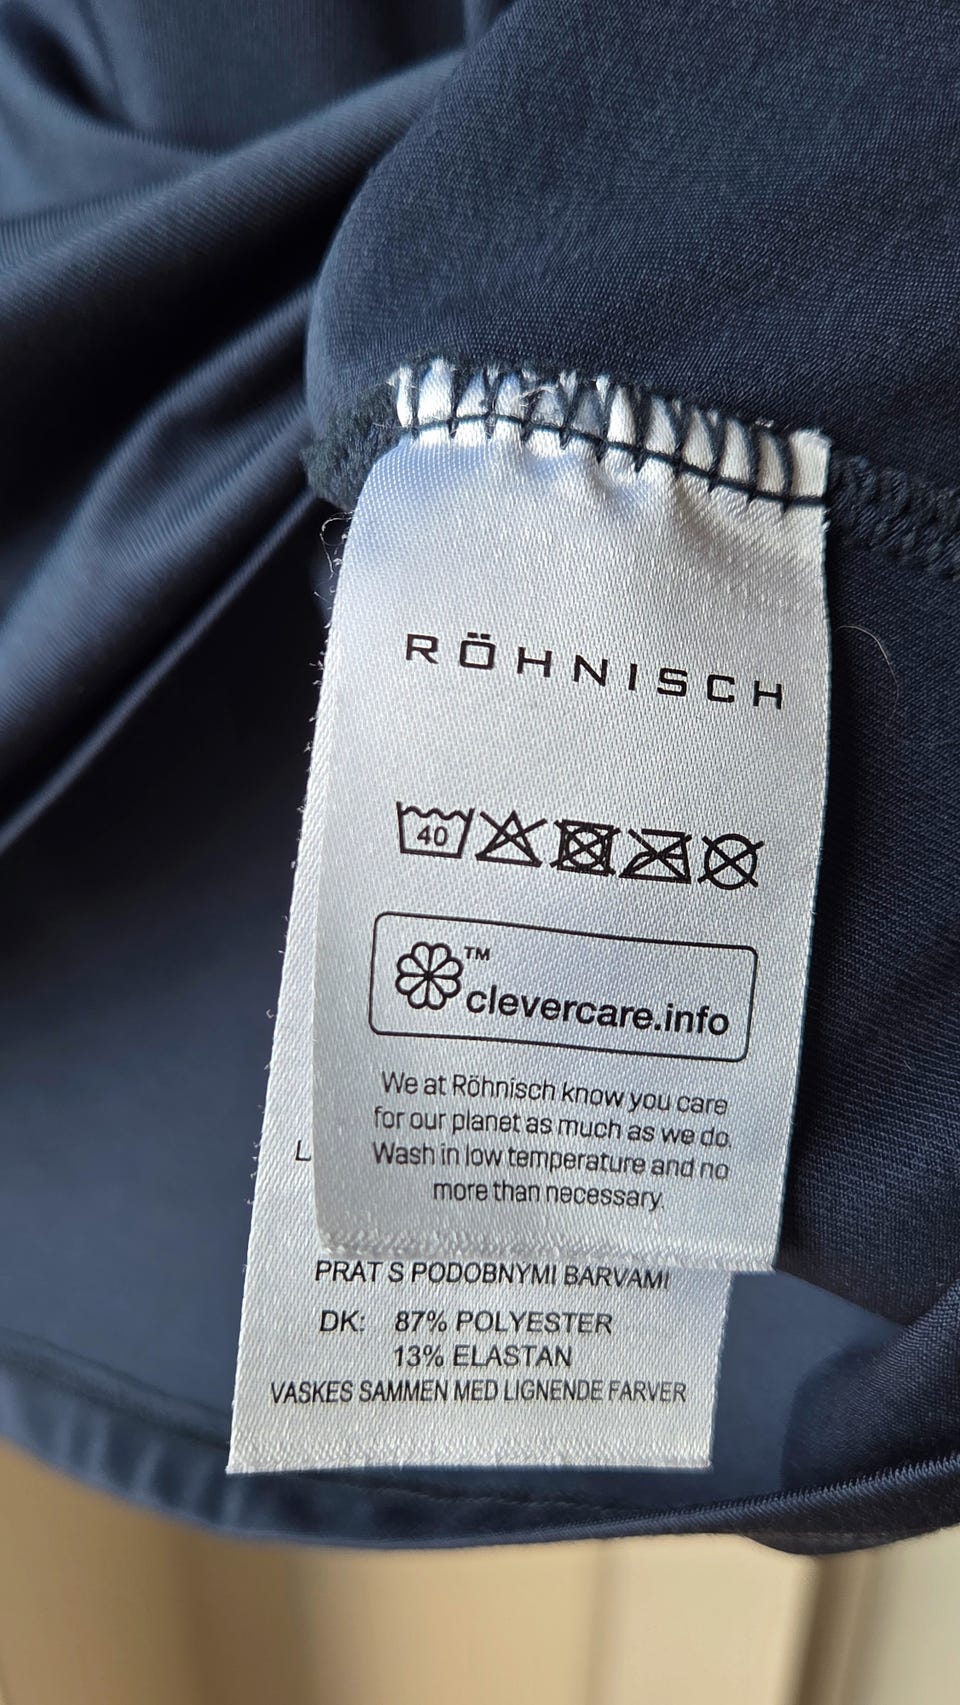 RÖHNISCH
40
TM
clevercare.info
We at Röhnisch know you care
for our planet as much as we do.
Wash in low temperature and no
more than necessary.
PRAT S PODOBNYMI BARVAMI
DK: 87% POLYESTER
13% ELASTAN
VASKES SAMMEN MED LIGNENDE FARVER